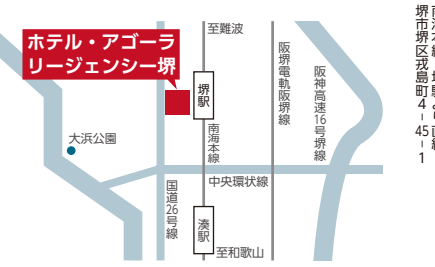 ホテル・アゴーラ
リージェンシー堺
至難波
堺駅
南海本線
阪堺電軌阪堺線
阪神高速16号堺線
大浜公園
中央環状線
国道26号線
湊駅
至和歌山
堺市堺区戎島町4-45-1